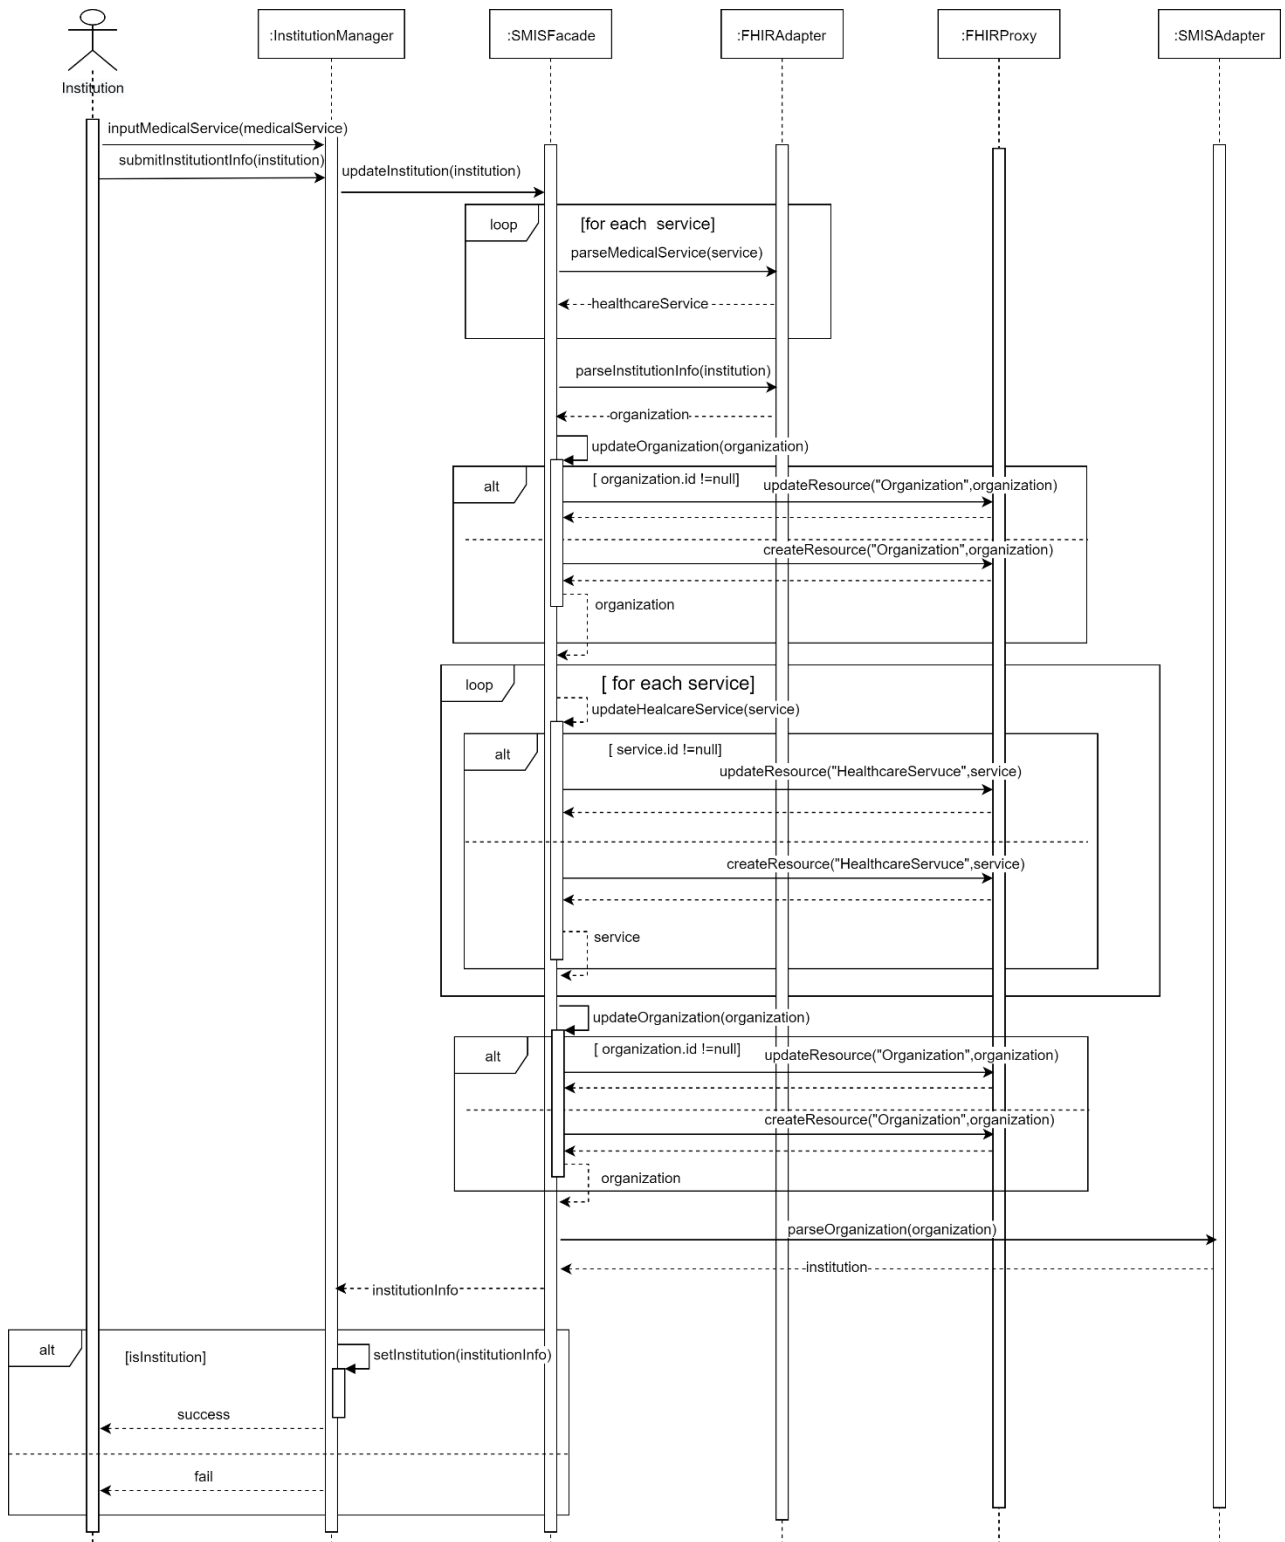 :InstitutionManager
:SMISFacade
:FHIRAdapter
:FHIRProxy
:SMISAdapter
Institution
inputMedicalService(medicalService)
submitInstitutiontInfo(institution)
updateInstitution(institution)
loop
[for each  service]
parseMedicalService(service)
healthcareService
parseInstitutionInfo(institution)
organization
updateOrganization(organization)
alt
[ organization.id !=null]
updateResource("Organization",organization)
createResource("Organization",organization)
organization
loop
[ for each service]
updateHealcareService(service)
alt
[ service.id !=null]
updateResource("HealthcareServuce",service)
createResource("HealthcareServuce",service)
service
updateOrganization(organization)
alt
[ organization.id !=null]
updateResource("Organization",organization)
createResource("Organization",organization)
organization
parseOrganization(organization)
institution
institutionInfo
alt
[isInstitution]
setInstitution(institutionInfo)
success
fail